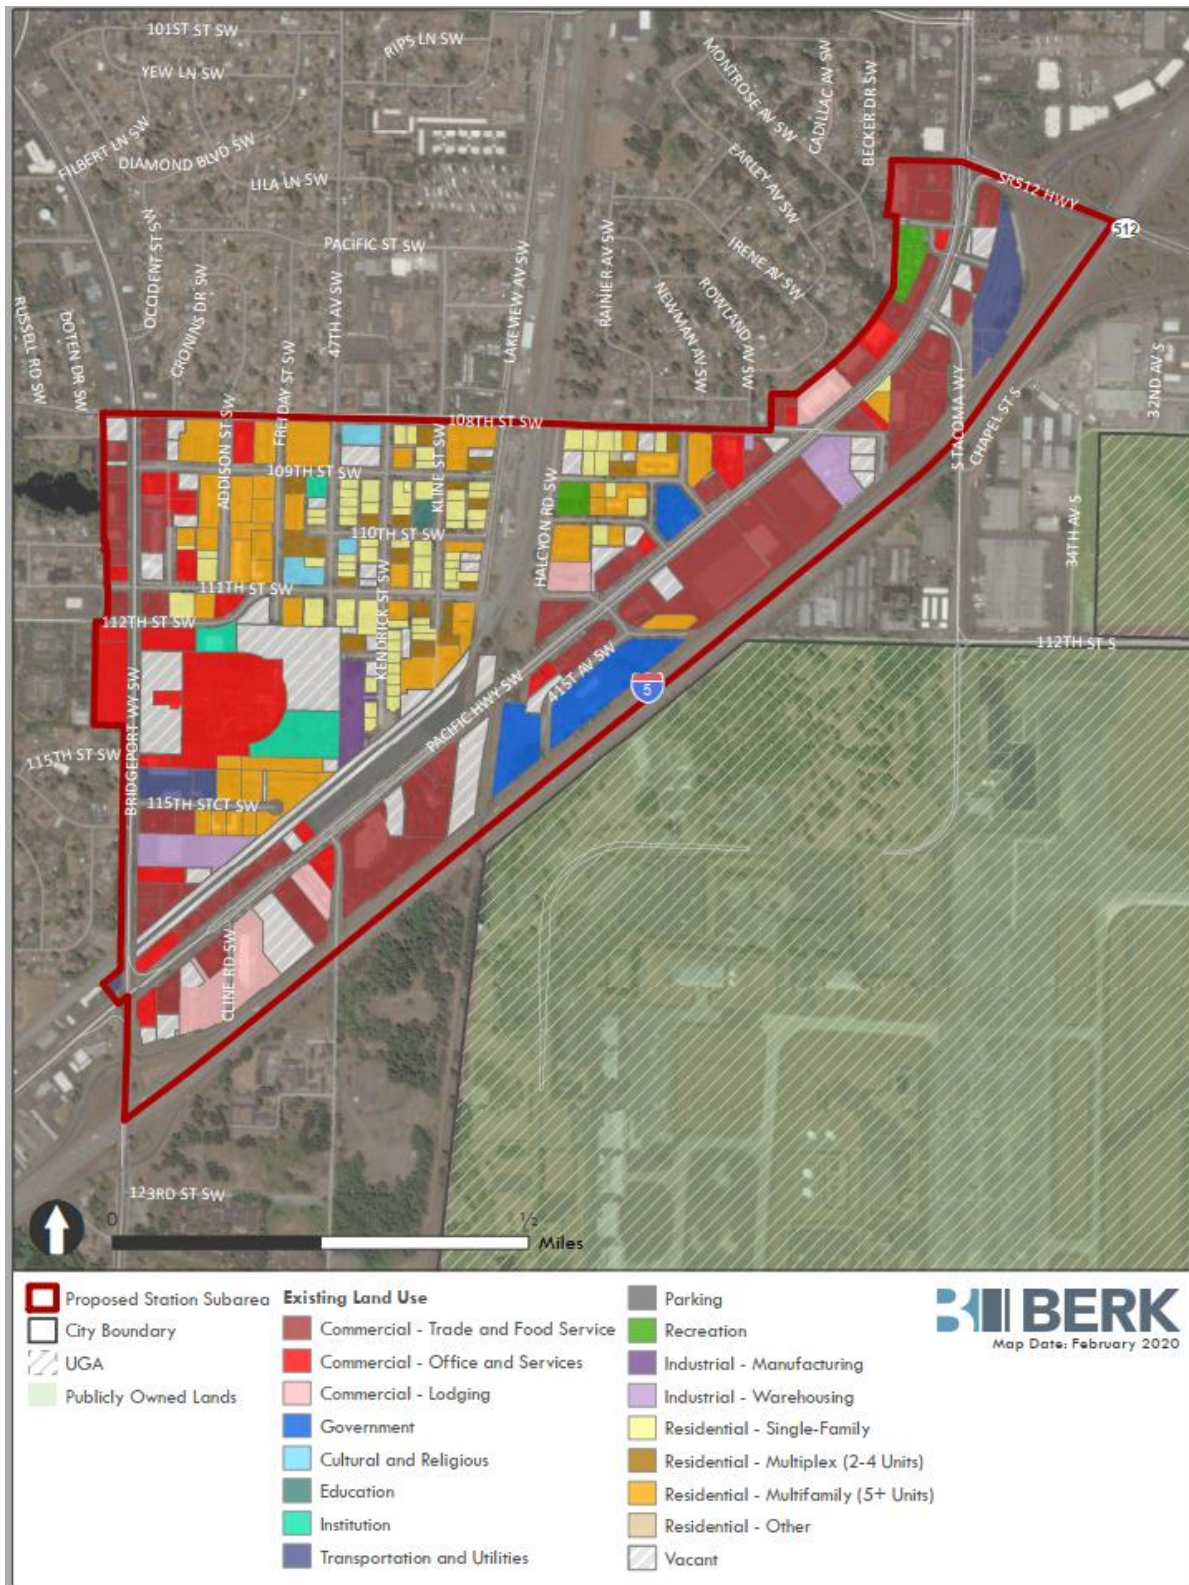 101ST ST SW
RIPS LN SW
YEW LN SW
MONTROSE AV SW
CADILLAC AV SW
BECKER DR SW
FILBERT LN SW
DIAMOND BLVD SW
LILA LN SW
EARLEY AV SW
SR512 HWY
512
OCCIDENT ST SW
PACIFIC ST SW
LAKEVIEW AV SW
RAINIER AV SW
IRENE AV SW
RUSSELL RD SW
DOTEN DR SW
CRONINS DR SW
47TH AV SW
NEWMAN AV SW
ROWLAND AV SW
32ND AV S
FREIDAY ST SW
ADDISON ST SW
108TH ST SW
KLINE ST SW
S TACOMA WY
CHAPEL ST S
109TH ST SW
HALCYON RD SW
110TH ST SW
34TH AV S
111TH ST SW
112TH ST SW
KENDRICK ST SW
112TH ST S
41ST AV SW
5
PACIFIC HWY SW
115TH ST SW
BRIDGEPORT WY SW
115TH STCT SW
CLINE RD SW
123RD ST SW
0
½
Miles
Proposed Station Subarea
City Boundary
UGA
Publicly Owned Lands
Existing Land Use
Commercial - Trade and Food Service
Commercial - Office and Services
Commercial - Lodging
Government
Cultural and Religious
Education
Institution
Transportation and Utilities
Parking
Recreation
Industrial - Manufacturing
Industrial - Warehousing
Residential - Single-Family
Residential - Multiplex (2-4 Units)
Residential - Multifamily (5+ Units)
Residential - Other
Vacant
BERK
Map Date: February 2020